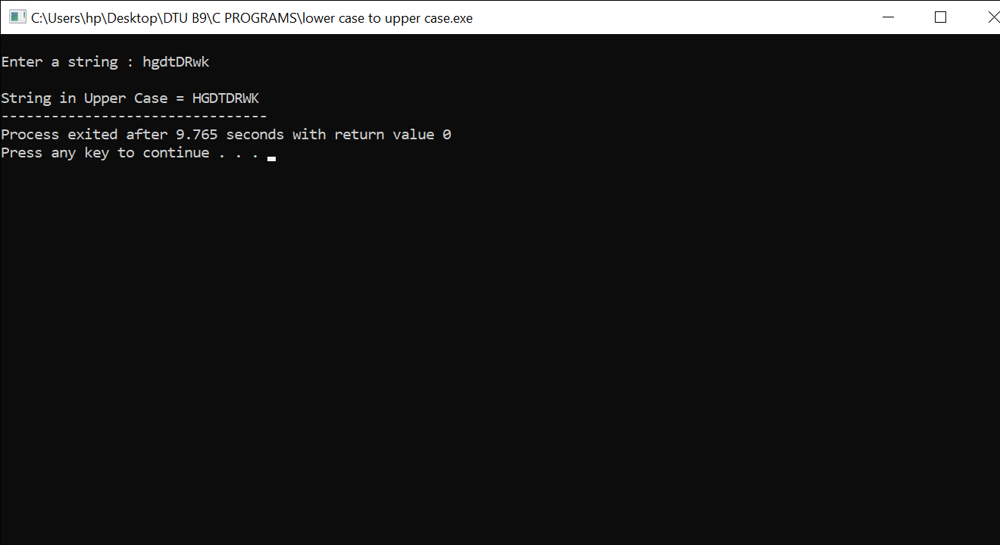 C:\Users\hp\Desktop\DTU B9\C PROGRAMS\lower case to upper case.exe
Enter a string : hgdtDRwk
String in Upper Case = HGDTDRWK
--------------------------------
Process exited after 9.765 seconds with return value 0
Press any key to continue . . .